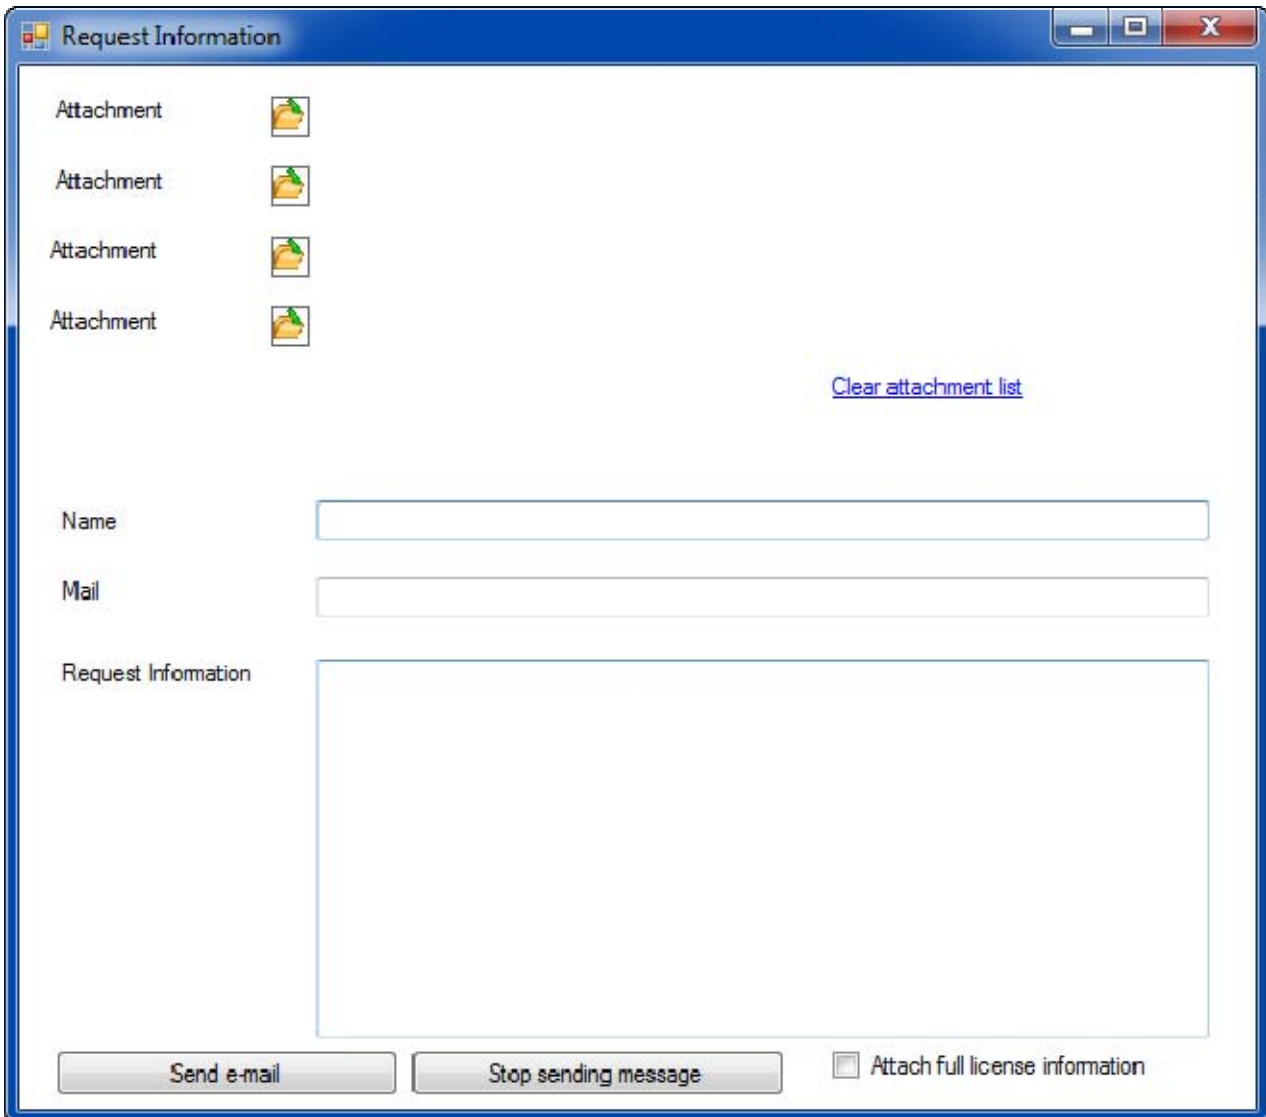 Request Information
Attachment
Attachment
Attachment
Attachment
Clear attachment list
Name
Mail
Request Information
Send e-mail
Stop sending message
Attach full license information